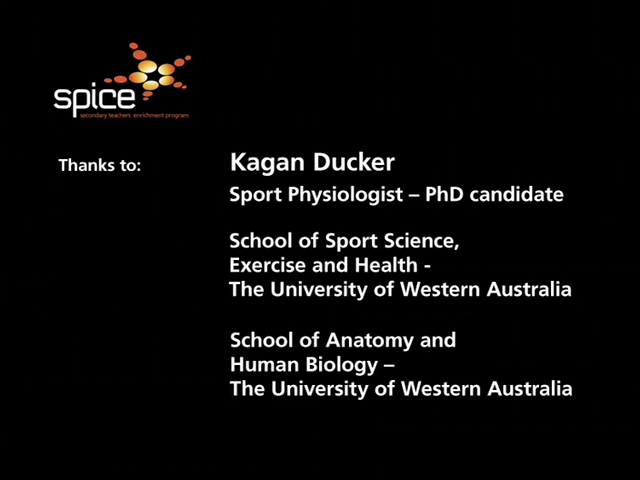 spice
secondary teachers enrichment program
Thanks to:
Kagan Ducker
Sport Physiologist – PhD candidate
School of Sport Science,
Exercise and Health -
The University of Western Australia
School of Anatomy and
Human Biology –
The University of Western Australia